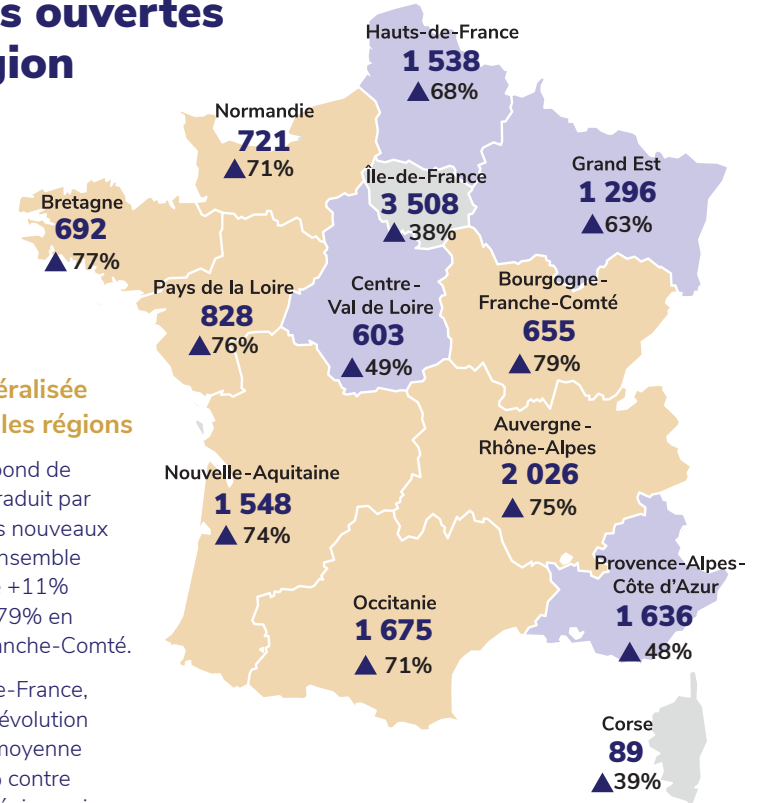 s ouvertes
gion
Hauts-de-France
1 538
▲68%
Normandie
721
▲71%
Île-de-France
3 508
▲38%
Grand Est
1 296
▲63%
Bretagne
692
▲77%
Pays de la Loire
828
▲76%
Centre-
Val de Loire
603
▲49%
Bourgogne-
Franche-Comté
655
▲79%
éralisée
les régions
Auvergne-
Rhône-Alpes
2 026
▲75%
Nouvelle-Aquitaine
1 548
▲74%
ond de
raduit par
s nouveaux
nsemble
+11%
79% en
anche-Comté.
Provence-Alpes-
Côte d'Azur
1 636
▲48%
Occitanie
1 675
▲71%
e-France,
évolution
moyenne
contre
Corse
89
▲39%